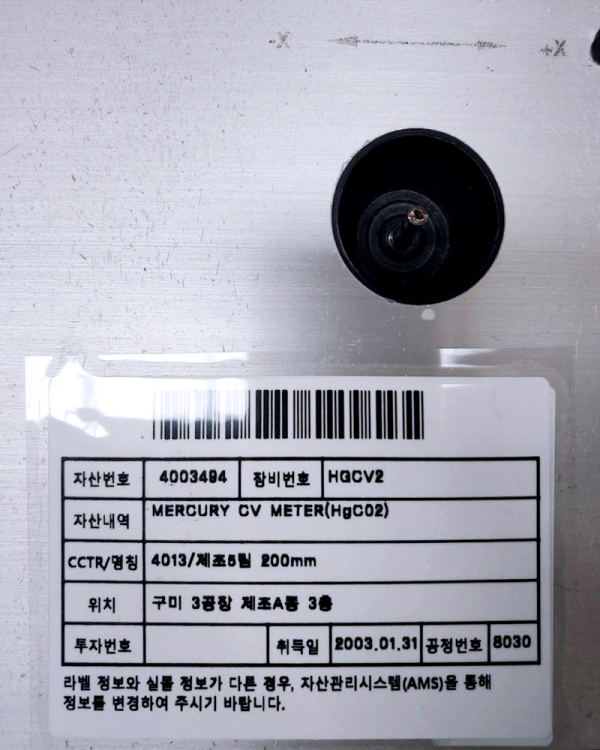 -X +X
자산번호 4003494 장비번호 HGCV2
자산내역 MERCURY CV METER(HgC02)
CCTR/명칭 4013/제조5팀 200mm
위치 구미 3공장 제조A동 3층
투자번호 취득일 2003.01.31 공정번호 8030
라벨 정보와 실물 정보가 다른 경우, 자산관리시스템(AMS)을 통해
정보를 변경하여 주시기 바랍니다.